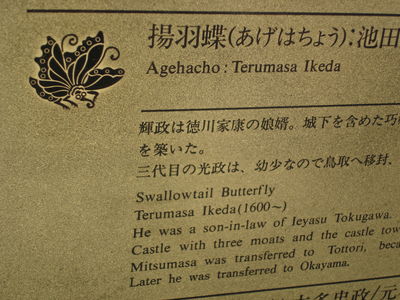 揚羽蝶(あげはちょう):池田
Agehacho: Terumasa Ikeda
輝政は徳川家康の娘婿。城下を含めた巧
を築いた。
三代目の光政は、幼少なので鳥取へ移封、
Swallowtail Butterfly
Terumasa Ikeda(1600~)
He was a son-in-law of Ieyasu Tokugawa.
Castle with three moats and the castle tow
Mitsumasa was transferred to Tottori, beca
Later he was transferred to Okayama.